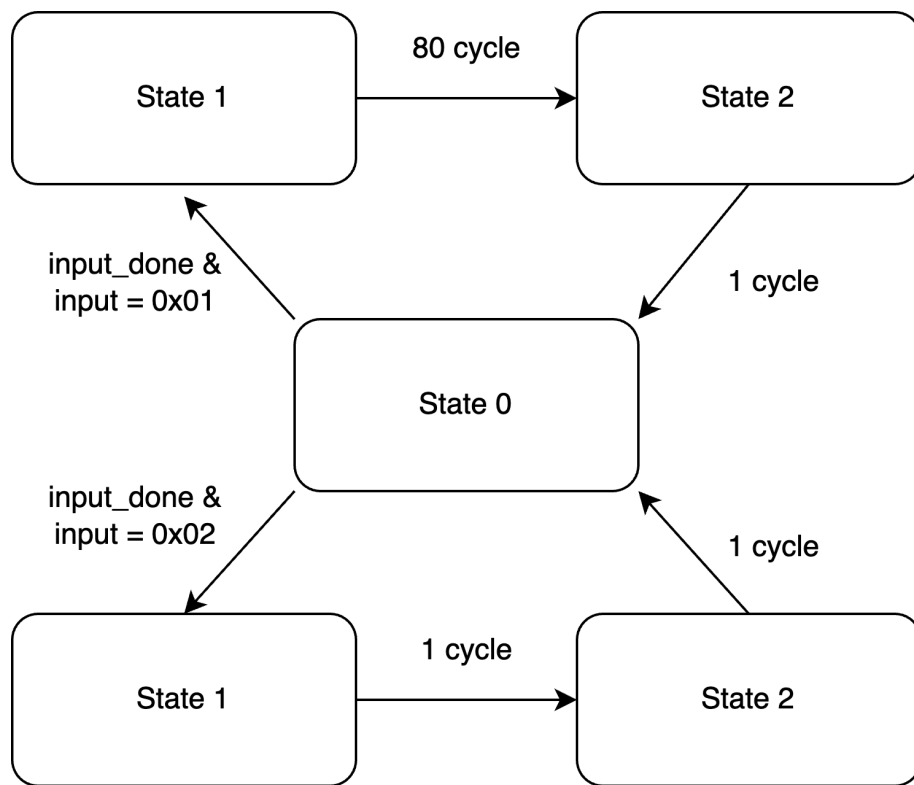 80 cycle
State 1
State 2
input_done &
input = 0x01
1 cycle
State 0
input_done &
input = 0x02
1 cycle
1 cycle
State 1
State 2